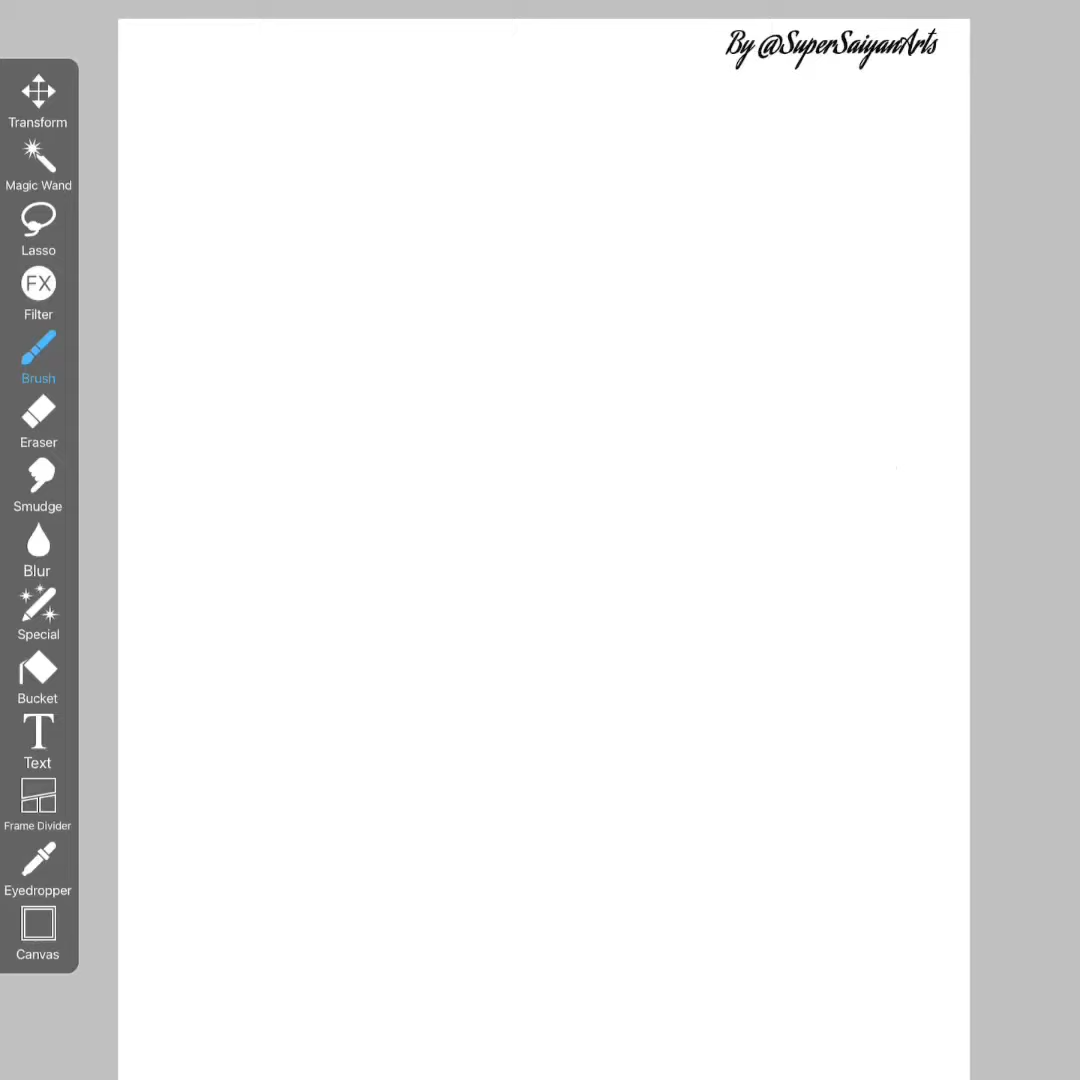 By @SuperSaiyanArts
Transform
Magic Wand
Lasso
FX
Filter
Brush
Eraser
Smudge
Blur
Special
Bucket
T
Text
Frame Divider
Eyedropper
Canvas